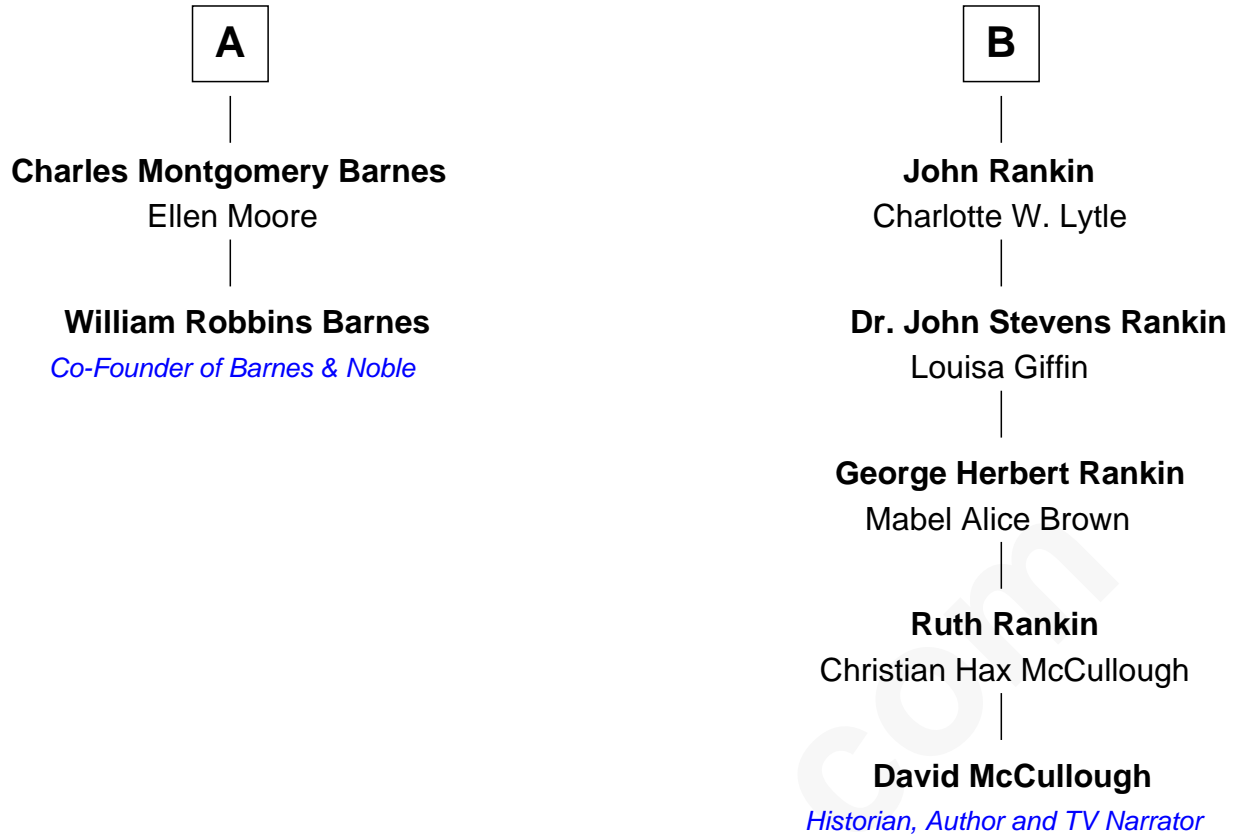 A
Charles Montgomery Barnes
Ellen Moore
William Robbins Barnes
Co-Founder of Barnes & Noble
B
John Rankin
Charlotte W. Lytle
Dr. John Stevens Rankin
Louisa Giffin
George Herbert Rankin
Mabel Alice Brown
Ruth Rankin
Christian Hax McCullough
David McCullough
Historian, Author and TV Narrator
com